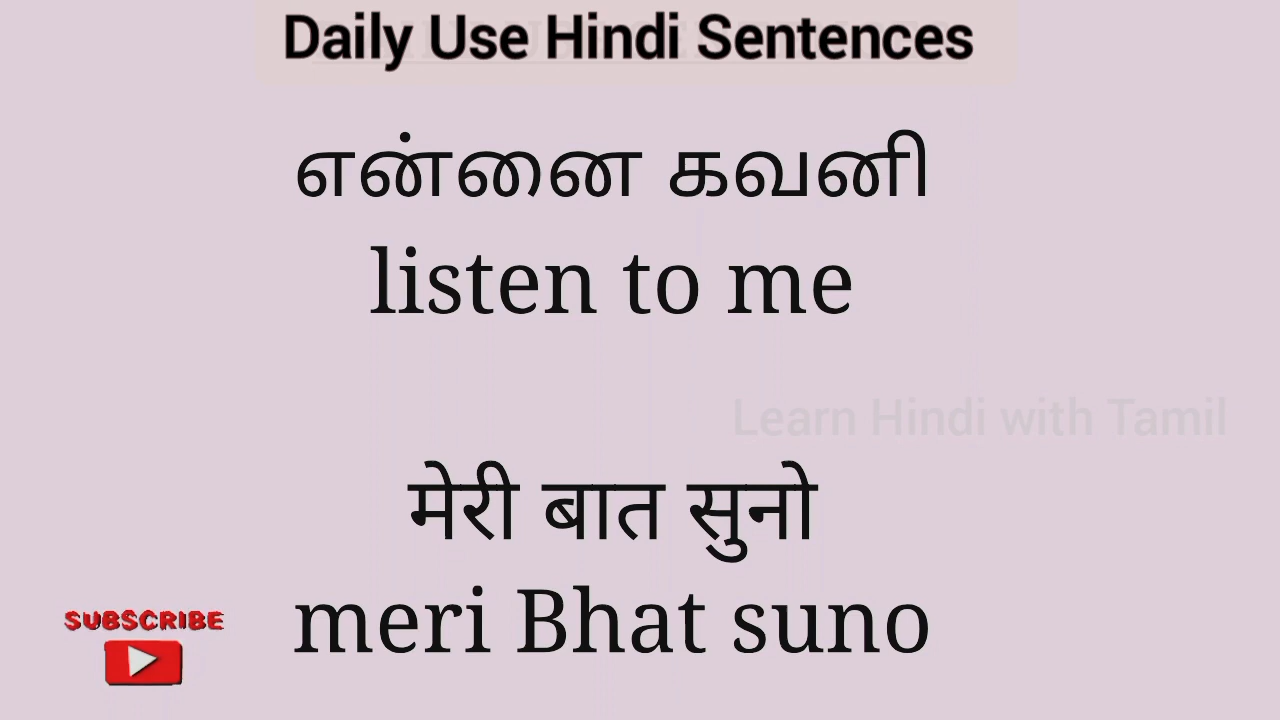 Daily Use Hindi Sentences
என்னை கவனி
listen to me
Learn Hindi with Tamil
मेरी बात सुनो
SUBSCRIBE
meri Bhat suno